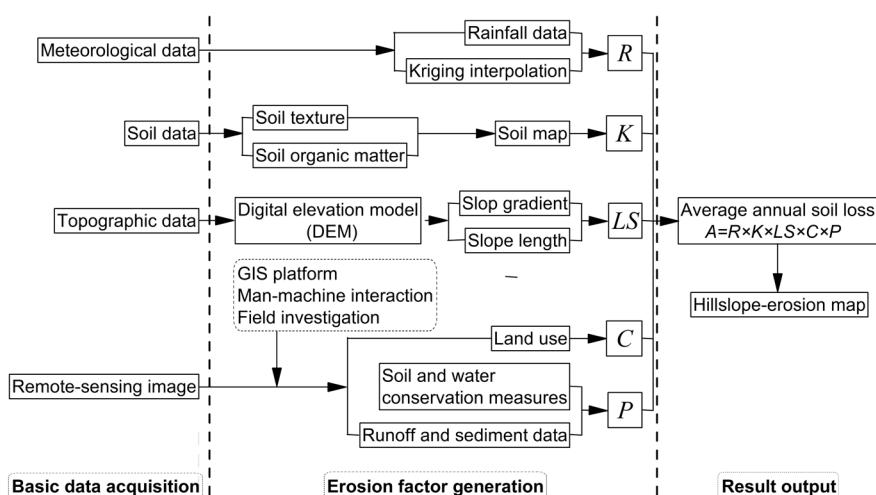 Meteorological data
Rainfall data
Kriging interpolation
R
Soil data
Soil texture
Soil organic matter
Soil map
K
Topographic data
Digital elevation model
(DEM)
Slop gradient
Slope length
LS
Average annual soil loss
A=R×K×LS×C×P
Hillslope-erosion map
GIS platform
Man-machine interaction
Field investigation
Remote-sensing image
Land use
C
Soil and water
conservation measures
Runoff and sediment data
P
Basic data acquisition
Erosion factor generation
Result output